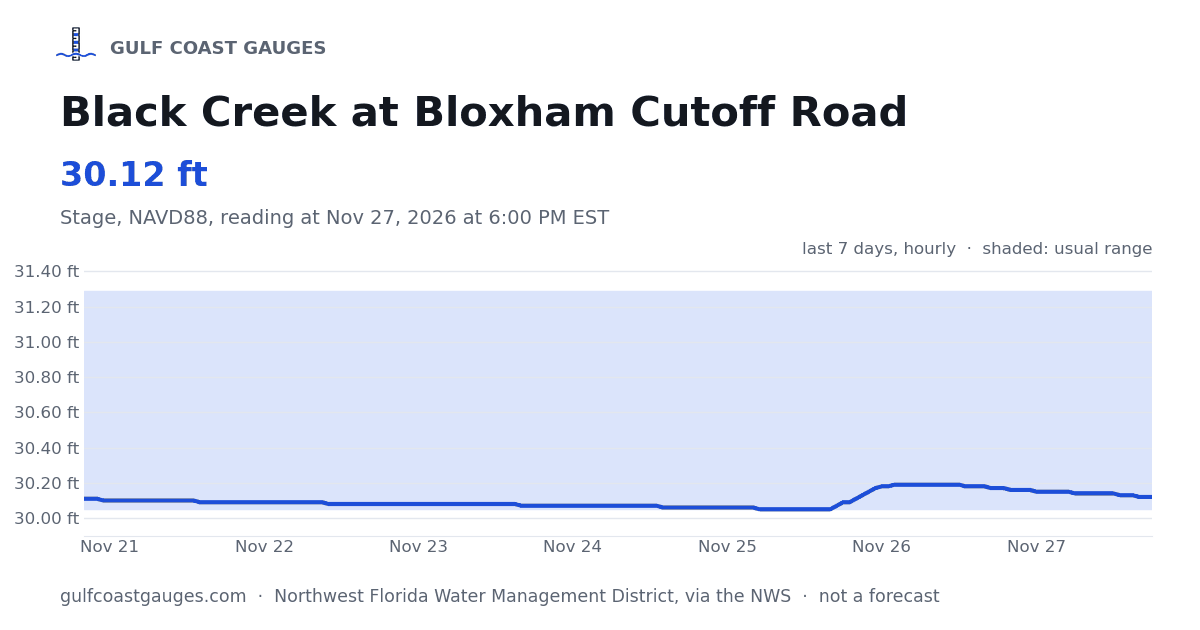 GULF COAST GAUGES
Black Creek at Bloxham Cutoff Road
30.12 ft
Stage, NAVD88, reading at Nov 27, 2026 at 6:00 PM EST
last 7 days, hourly · shaded: usual range
31.40 ft
31.20 ft
31.00 ft
30.80 ft
30.60 ft
30.40 ft
30.20 ft
30.00 ft
Nov 21 Nov 22 Nov 23 Nov 24 Nov 25 Nov 26 Nov 27
gulfcoastgauges.com · Northwest Florida Water Management District, via the NWS · not a forecast